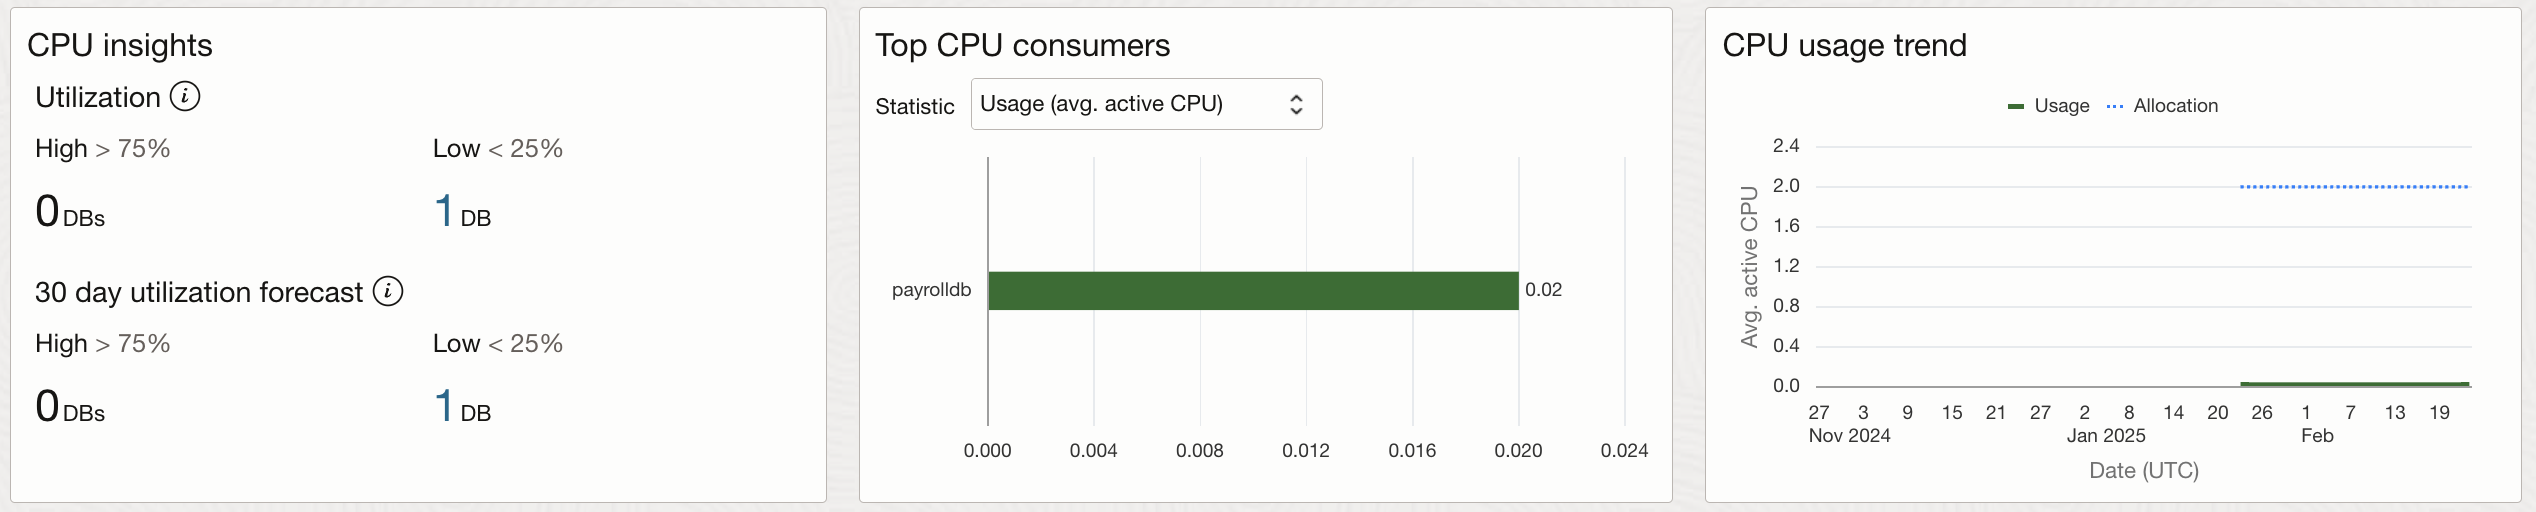 CPU insights
Utilization
High > 75%
Low < 25%
0 DBs
1 DB
30 day utilization forecast
High > 75%
Low < 25%
0 DBs
1 DB
Top CPU consumers
Statistic
Usage (avg. active CPU)
payrolldb
0.02
0.000 0.004 0.008 0.012 0.016 0.020 0.024
CPU usage trend
Usage Allocation
Avg. active CPU
2.4
2.0
1.6
1.2
0.8
0.4
0.0
27 3 9 15 21 27 2 8 14 20 26 1 7 13 19
Nov 2024 Jan 2025 Feb
Date (UTC)